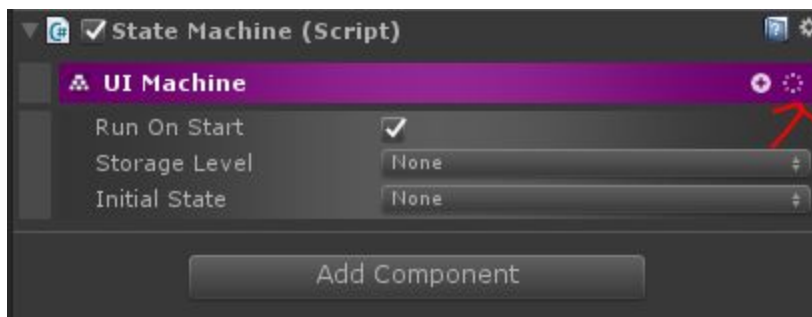 State Machine (Script)
UI Machine
Run On Start
Storage Level None
Initial State None
Add Component